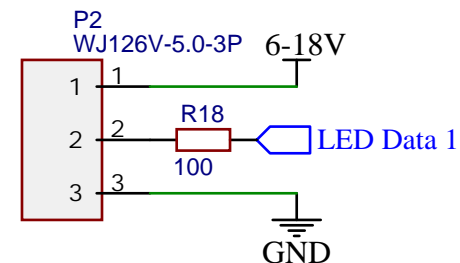 P2
WJ126V-5.0-3P
6-18V
1 1
R18
2 2
LED Data 1
100
3 3
GND